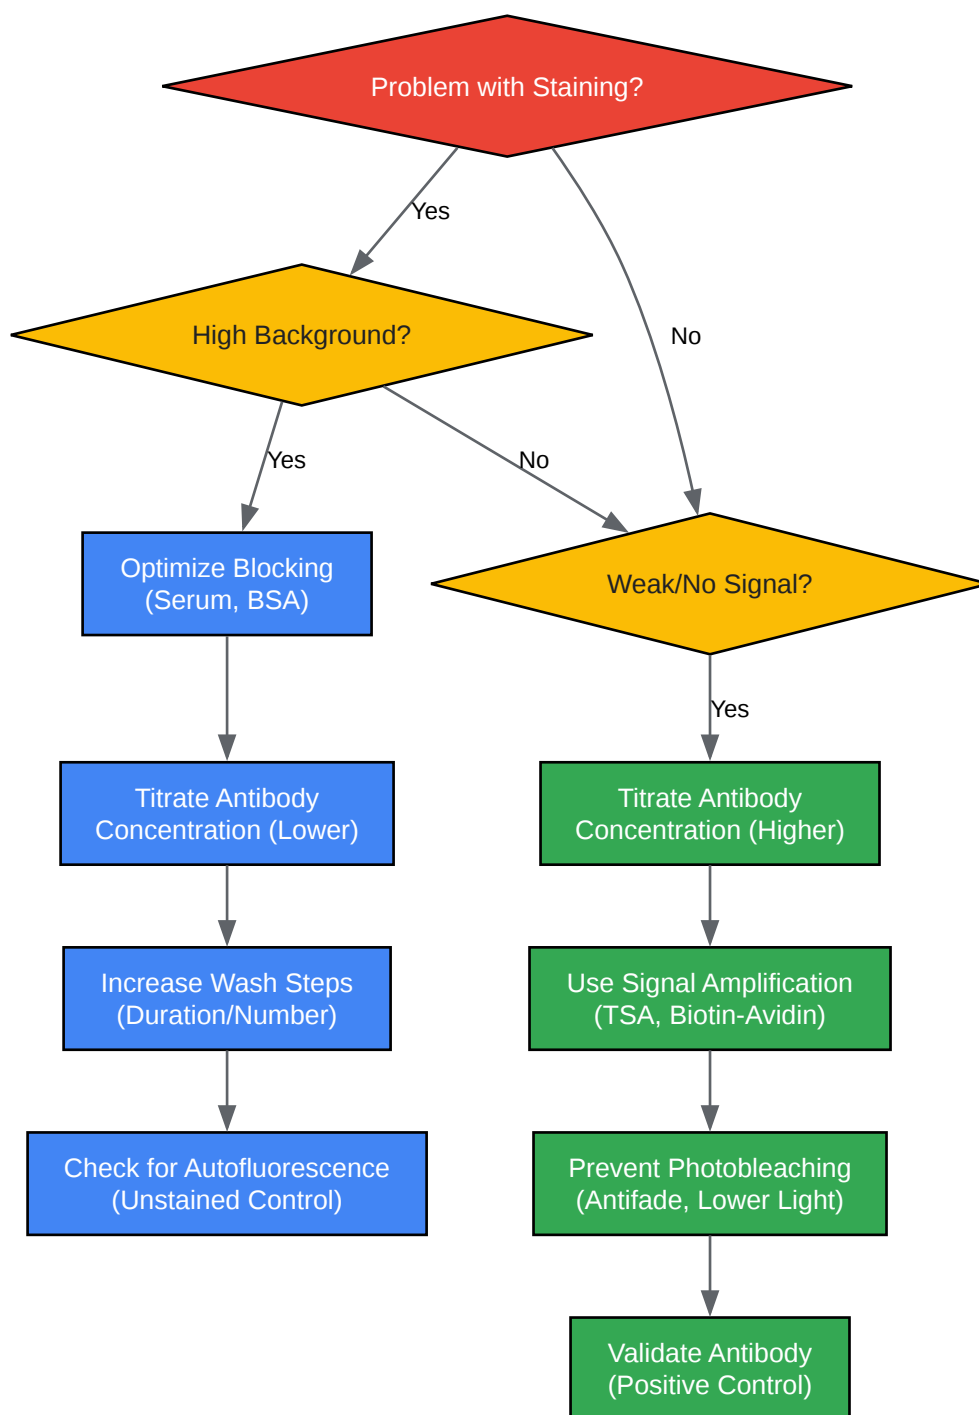 Problem with Staining?
Yes
No
High Background?
Yes
No
Weak/No Signal?
Yes
Optimize Blocking
(Serum, BSA)
Titrate Antibody
Concentration (Lower)
Increase Wash Steps
(Duration/Number)
Check for Autofluorescence
(Unstained Control)
Titrate Antibody
Concentration (Higher)
Use Signal Amplification
(TSA, Biotin-Avidin)
Prevent Photobleaching
(Antifade, Lower Light)
Validate Antibody
(Positive Control)